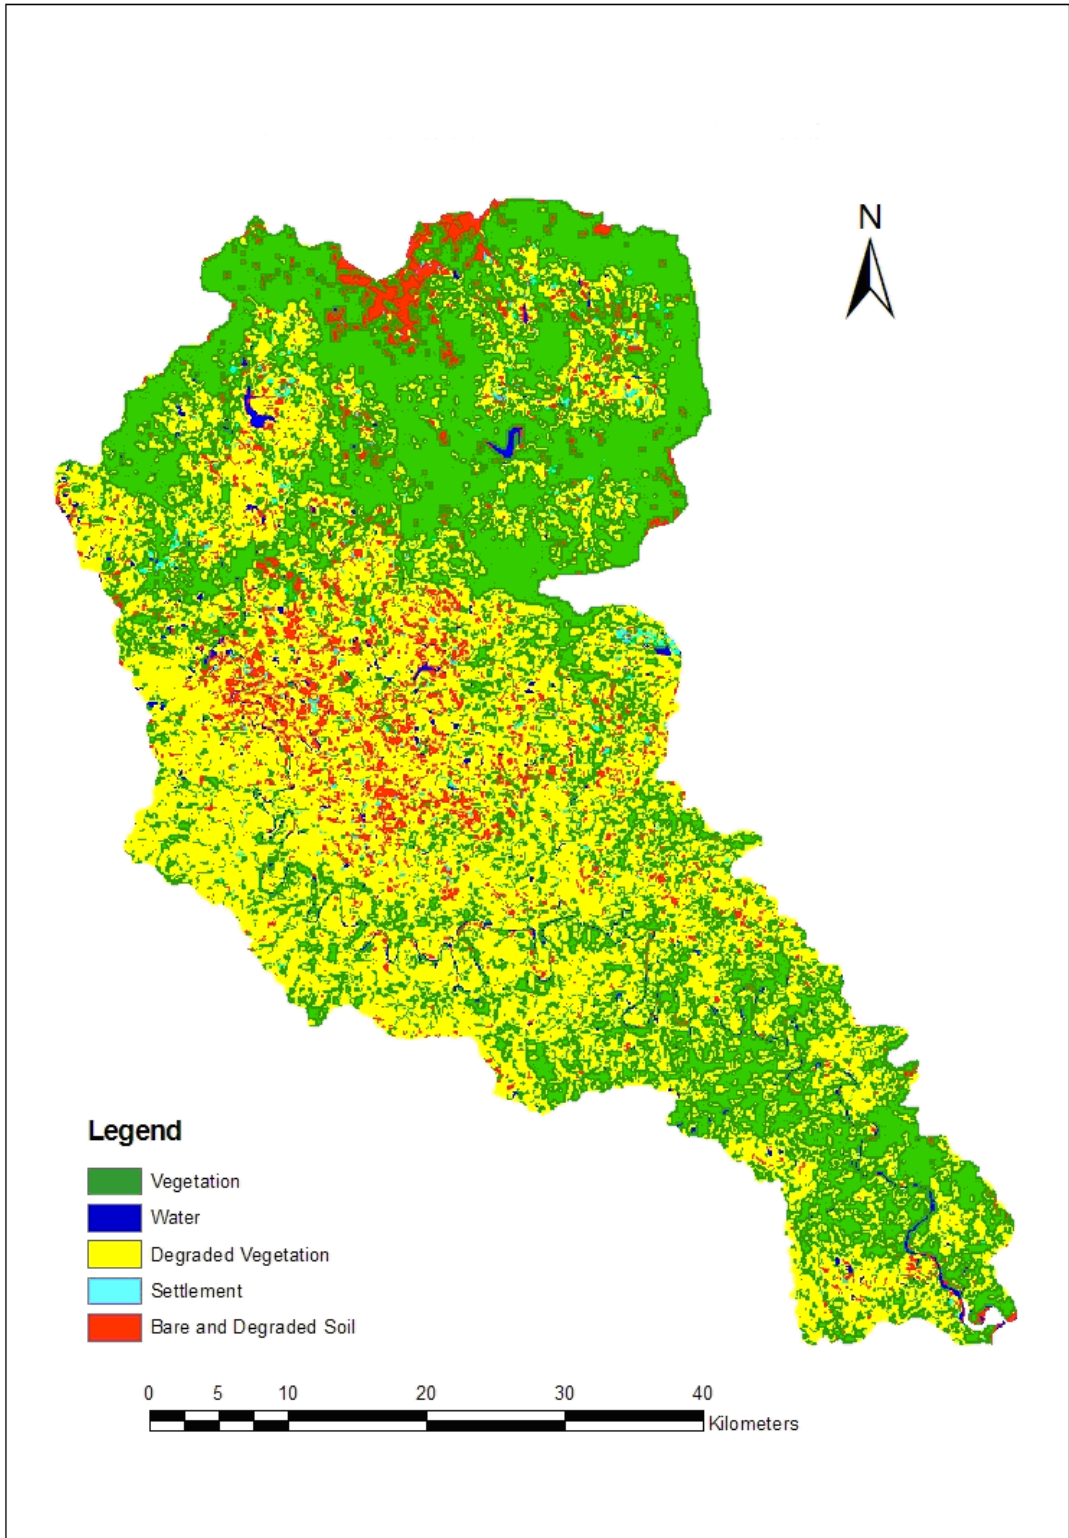 N
Legend
Vegetation
Water
Degraded Vegetation
Settlement
Bare and Degraded Soil
0 5 10 20 30 40
Kilometers